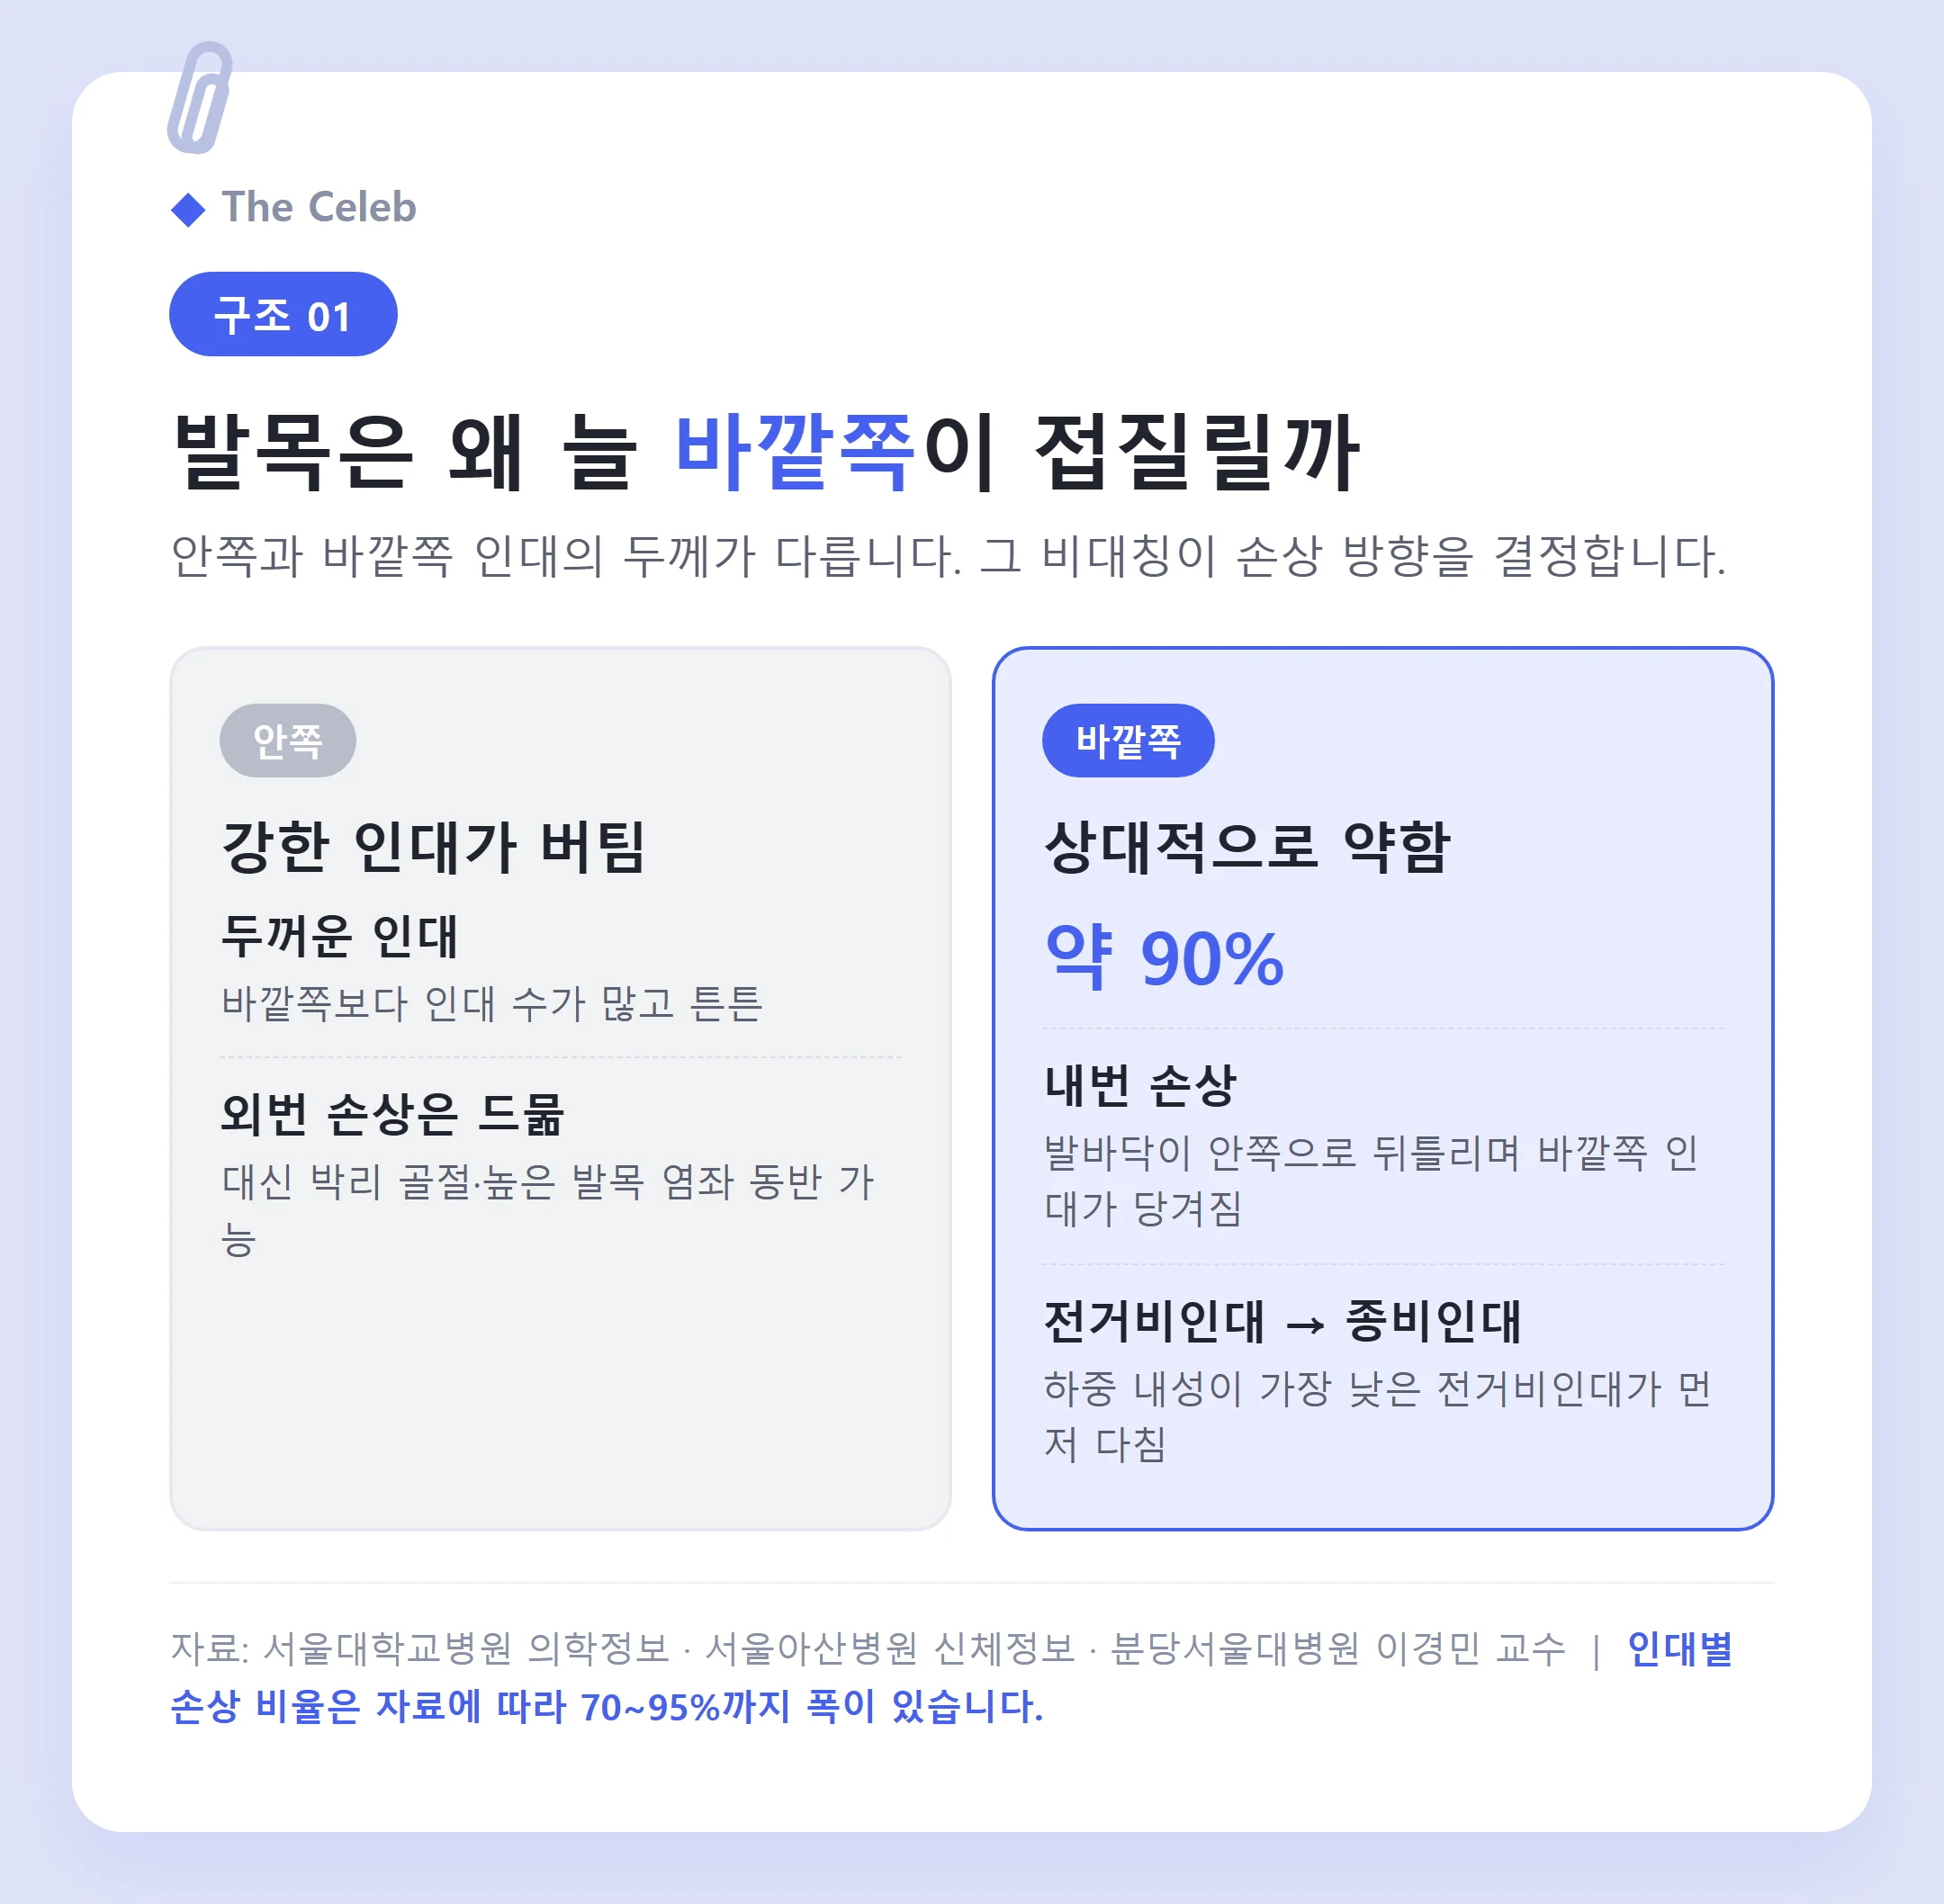 The Celeb
구조 01
발목은 왜 늘 바깥쪽이 접질릴까
안쪽과 바깥쪽 인대의 두께가 다릅니다. 그 비대칭이 손상 방향을 결정합니다.
안쪽
강한 인대가 버팀
두꺼운 인대
바깥쪽보다 인대 수가 많고 튼튼
외번 손상은 드묾
대신 박리 골절·높은 발목 염좌 동반 가
능
바깥쪽
상대적으로 약함
약 90%
내번 손상
발바닥이 안쪽으로 뒤틀리며 바깥쪽 인
대가 당겨짐
전거비인대 → 종비인대
하중 내성이 가장 낮은 전거비인대가 먼
저 다침
자료: 서울대학교병원 의학정보 · 서울아산병원 신체정보 · 분당서울대병원 이경민 교수 | 인대별
손상 비율은 자료에 따라 70~95%까지 폭이 있습니다.